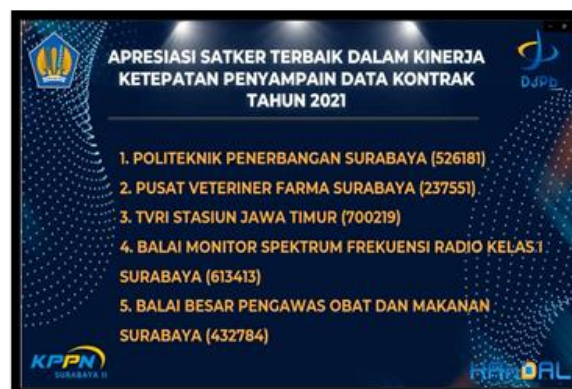 APRESIASI SATKER TERBAIK DALAM KINERJA
KETEPATAN PENYAMPAIN DATA KONTRAK
TAHUN 2021
DJPb
1. POLITEKNIK PENERBANGAN SURABAYA (526181)
2. PUSAT VETERINER FARMA SURABAYA (237551)
3. TVRI STASIUN JAWA TIMUR (700219)
4. BALAI MONITOR SPEKTRUM FREKUENSI RADIO KELAS I
SURABAYA (613413)
5. BALAI BESAR PENGAWAS OBAT DAN MAKANAN
SURABAYA (432784)
KPPN
SURABAYA II
HANDAL